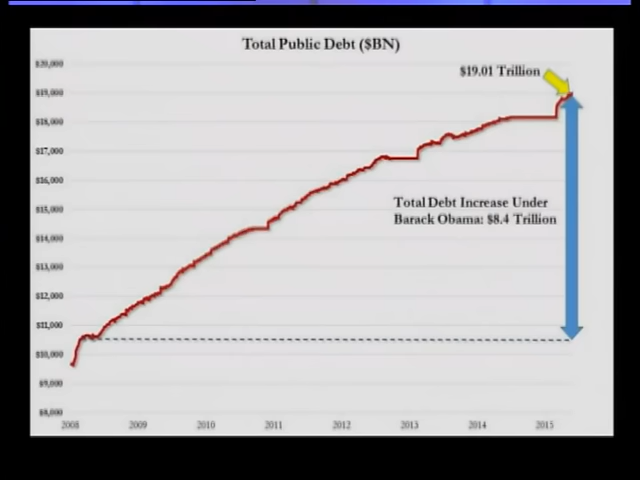 Total Public Debt ($BN)
$20,000
$19.01 Trillion
$19,000
$18,000
$17,000
$16,000
Total Debt Increase Under
Barack Obama: $8.4 Trillion
$15,000
$14,000
$13,000
$12,000
$11,000
$10,000
$9,000
$8,000
2008 2009 2010 2011 2012 2013 2014 2015